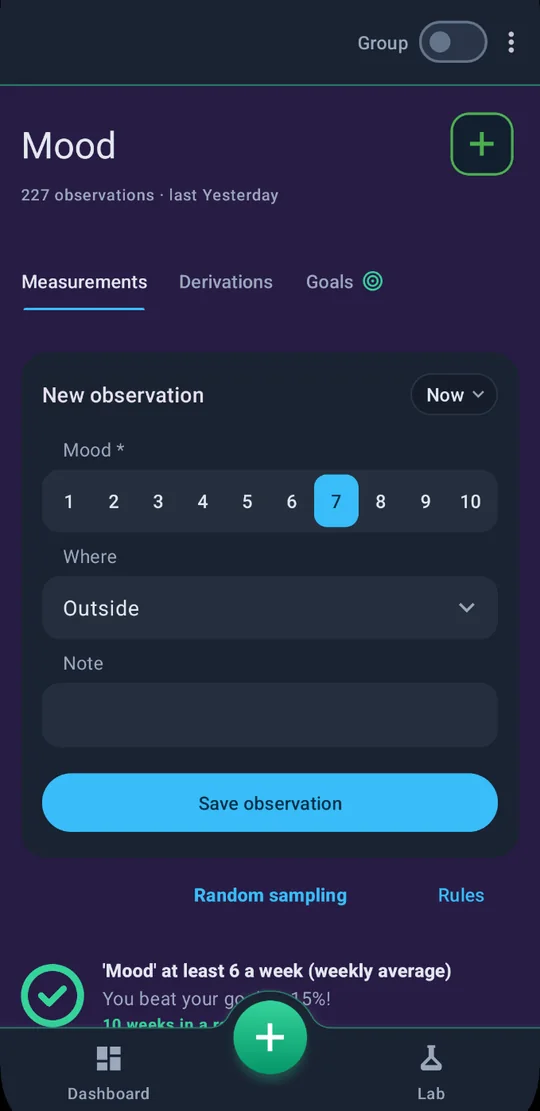 Group
Mood
227 observations · last Yesterday
Measurements Derivations Goals
New observation Now
Mood *
1 2 3 4 5 6 7 8 9 10
Where
Outside
Note
Save observation
Random sampling Rules
'Mood' at least 6 a week (weekly average)
You beat your 15%!
10 weeks in a
Dashboard Lab